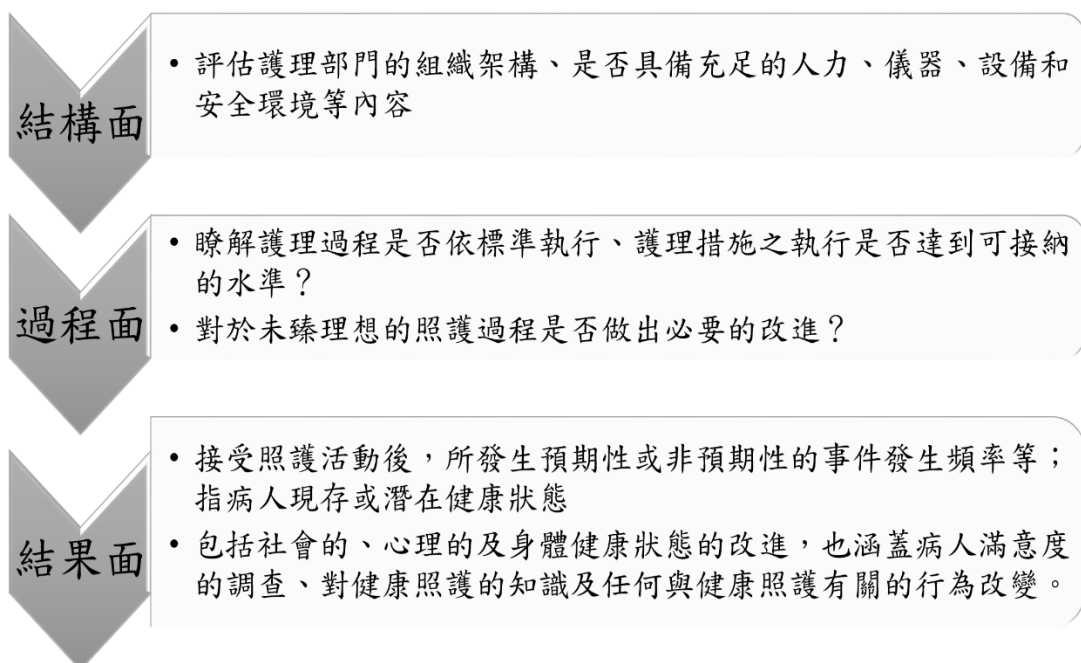 結構面
• 評估護理部門的組織架構、是否具備充足的人力、儀器、設備和
安全環境等內容
過程面
• 瞭解護理過程是否依標準執行、護理措施之執行是否達到可接納
的水準？
• 對於未臻理想的照護過程是否做出必要的改進？
結果面
• 接受照護活動後，所發生預期性或非預期性的事件發生頻率等；
指病人現存或潛在健康狀態
• 包括社會的、心理的及身體健康狀態的改進，也涵蓋病人滿意度
的調查、對健康照護的知識及任何與健康照護有關的行為改變。